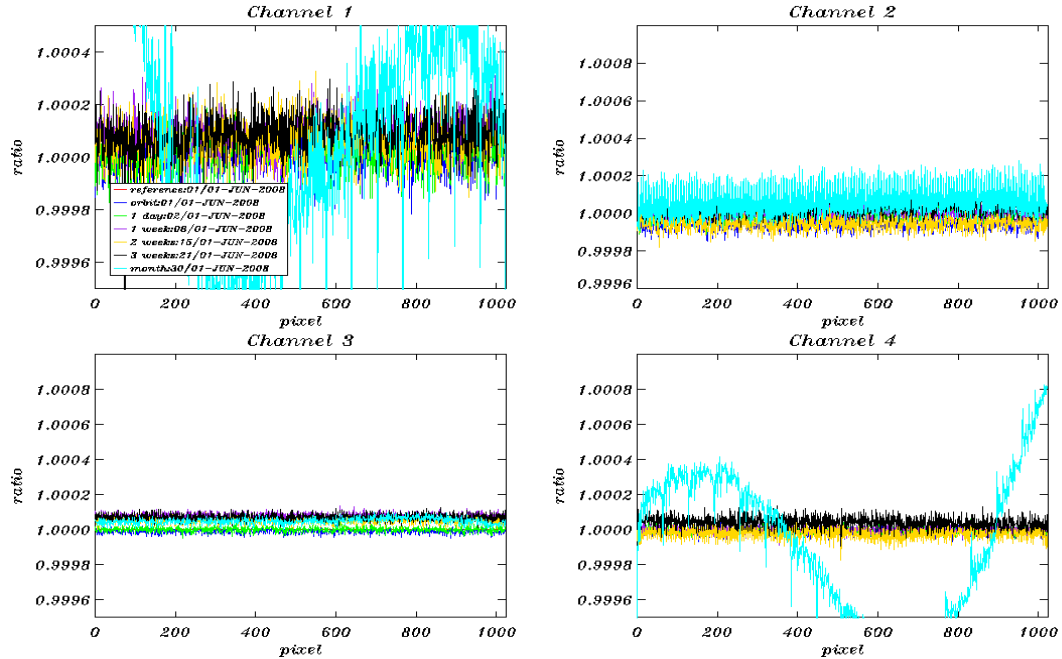 Channel 1
1.0004
1.0002
1.0000
0.9998
0.9996
ratio
reference:01/01-JUN-2008
orbit:01/01-JUN-2008
1 day:02/01-JUN-2008
1 week:08/01-JUN-2008
2 weeks:15/01-JUN-2008
3 weeks:21/01-JUN-2008
month:30/01-JUN-2008
0 200 400 600 800 1000
pixel
Channel 2
1.0008
1.0006
1.0004
1.0002
1.0000
0.9998
0.9996
ratio
0 200 400 600 800 1000
pixel
Channel 3
1.0008
1.0006
1.0004
1.0002
1.0000
0.9998
0.9996
ratio
0 200 400 600 800 1000
pixel
Channel 4
1.0008
1.0006
1.0004
1.0002
1.0000
0.9998
0.9996
ratio
0 200 400 600 800 1000
pixel